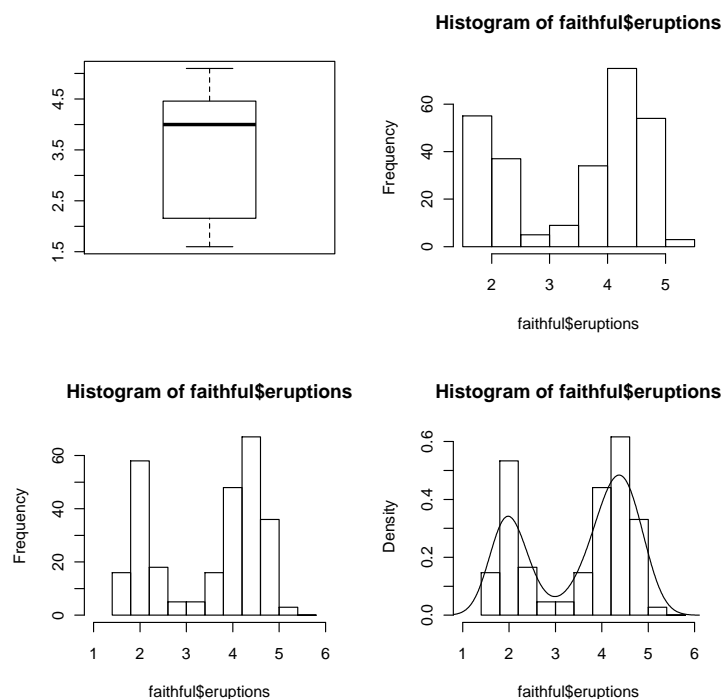 Histogram of faithful$eruptions
1.5 2.5 3.5 4.5
Frequency
0 20 40 60
2 3 4 5
faithful$eruptions
Histogram of faithful$eruptions
Frequency
0 20 40 60
1 2 3 4 5 6
faithful$eruptions
Histogram of faithful$eruptions
Density
0.0 0.2 0.4 0.6
1 2 3 4 5 6
faithful$eruptions